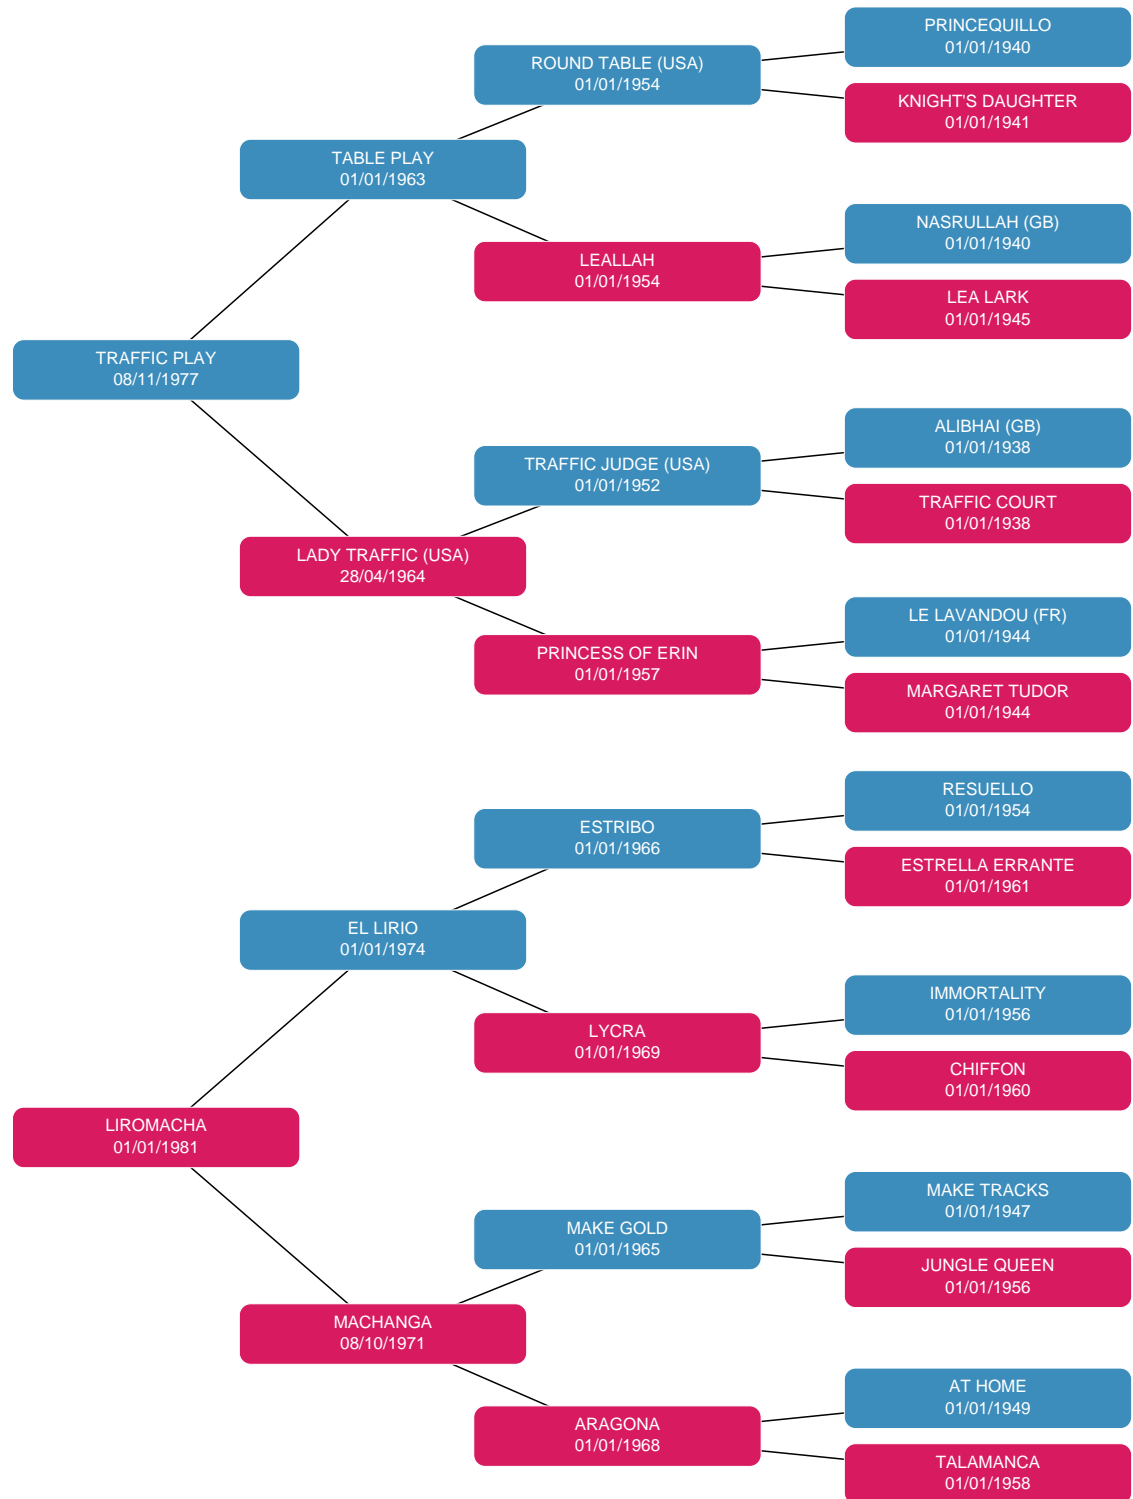 PRINCEQUILLO
01/01/1940
ROUND TABLE (USA)
01/01/1954
KNIGHT'S DAUGHTER
01/01/1941
TABLE PLAY
01/01/1963
NASRULLAH (GB)
01/01/1940
LEALLAH
01/01/1954
LEA LARK
01/01/1945
TRAFFIC PLAY
08/11/1977
ALIBHAI (GB)
01/01/1938
TRAFFIC JUDGE (USA)
01/01/1952
TRAFFIC COURT
01/01/1938
LADY TRAFFIC (USA)
28/04/1964
LE LAVANDOU (FR)
01/01/1944
PRINCESS OF ERIN
01/01/1957
MARGARET TUDOR
01/01/1944
RESUELLO
01/01/1954
ESTRIBO
01/01/1966
ESTRELLA ERRANTE
01/01/1961
EL LIRIO
01/01/1974
IMMORTALITY
01/01/1956
LYCRA
01/01/1969
CHIFFON
01/01/1960
LIROMACHA
01/01/1981
MAKE TRACKS
01/01/1947
MAKE GOLD
01/01/1965
JUNGLE QUEEN
01/01/1956
MACHANGA
08/10/1971
AT HOME
01/01/1949
ARAGONA
01/01/1968
TALAMANCA
01/01/1958